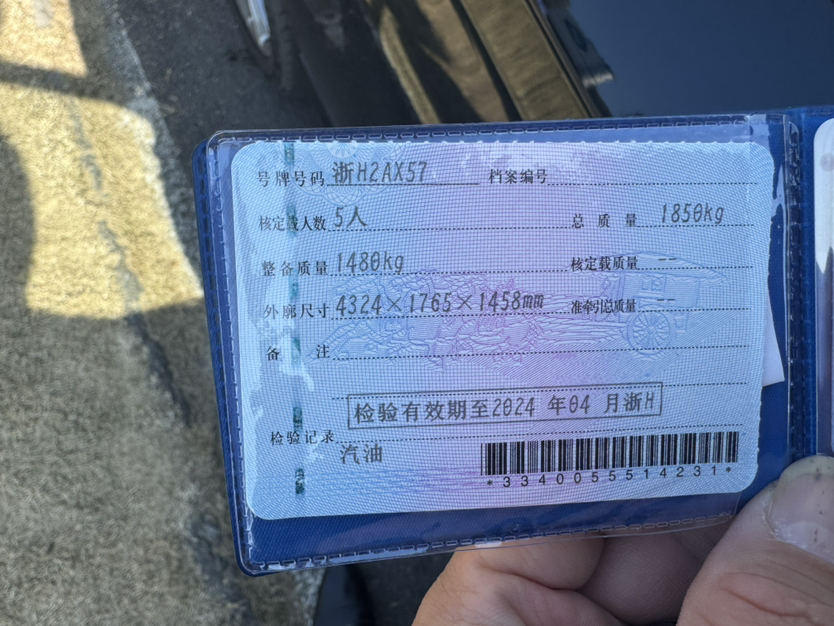 号牌号码 浙H2AX57 档案编号
核定载人数 5人 总质量 1850kg
整备质量 1480kg 核定载质量 --
外廓尺寸 4324×1765×1458mm 准牵引总质量 --
备注
检验有效期至2024年04月浙H
检验记录
汽油
*3340055514231*